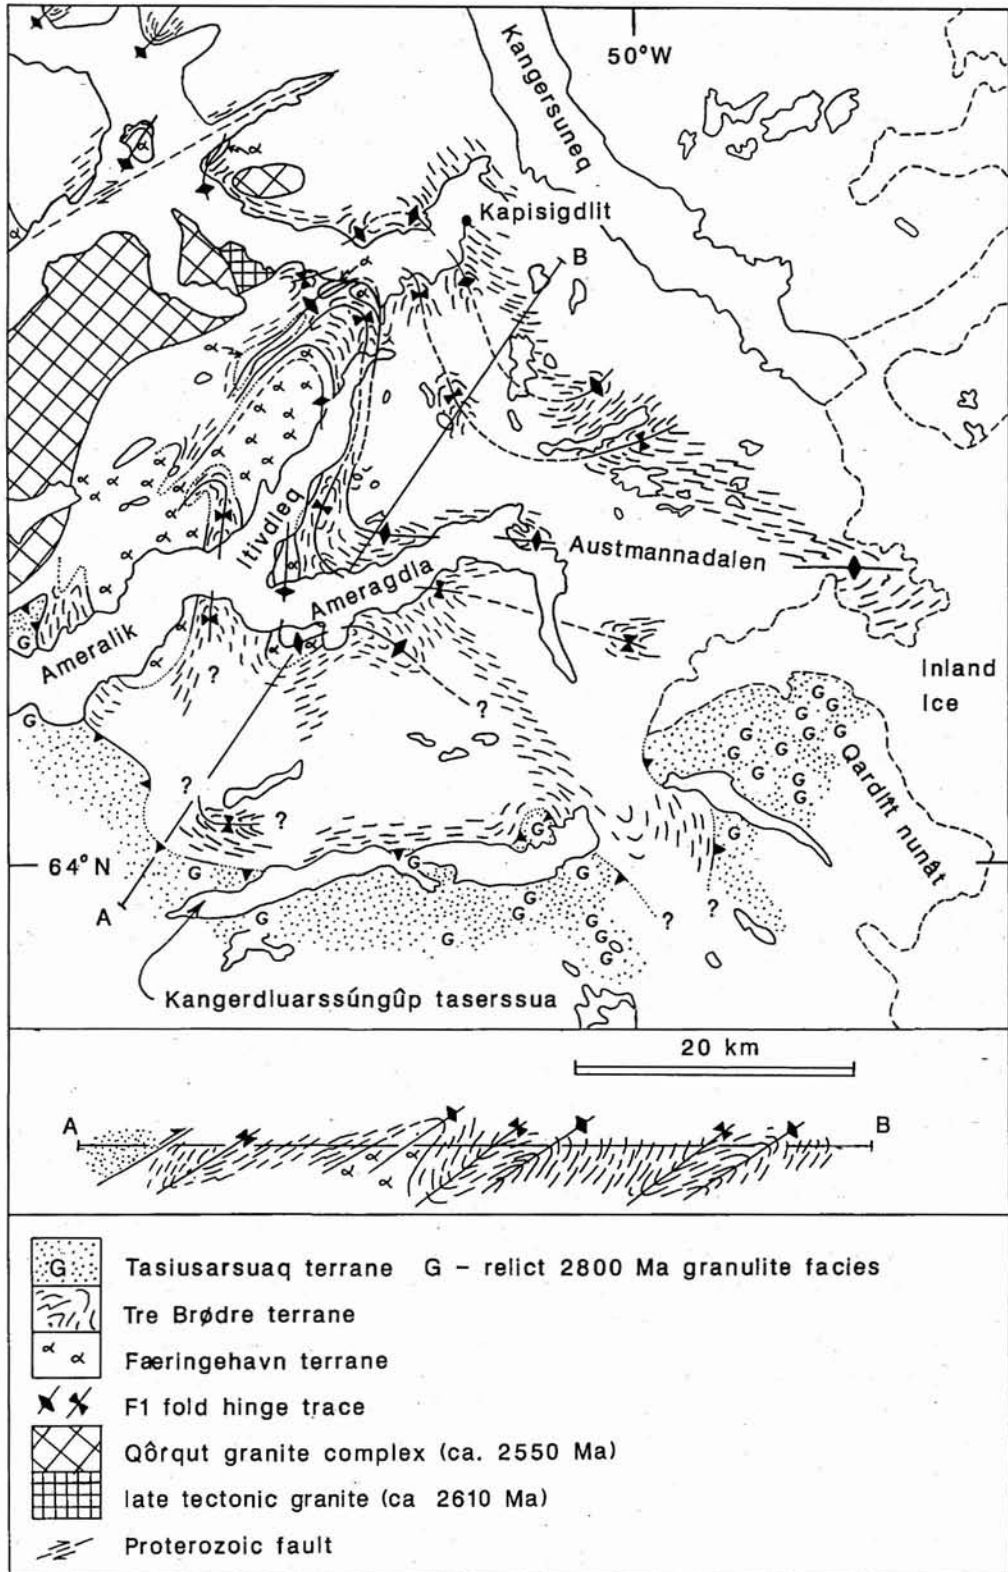 50°W
Kangersuneq
Kapisigdlit
B
Itivdleq
Austmannadalen
Ameragdla
Ameralik
Inland
Ice
Qardlît nunât
64°N
A
Kangerdluarssúngûp taserssua
20 km
A
B
G Tasiusarsuaq terrane G – relict 2800 Ma granulite facies
Tre Brødre terrane
α α Færingehavn terrane
F1 fold hinge trace
Qôrqut granite complex (ca. 2550 Ma)
late tectonic granite (ca 2610 Ma)
Proterozoic fault